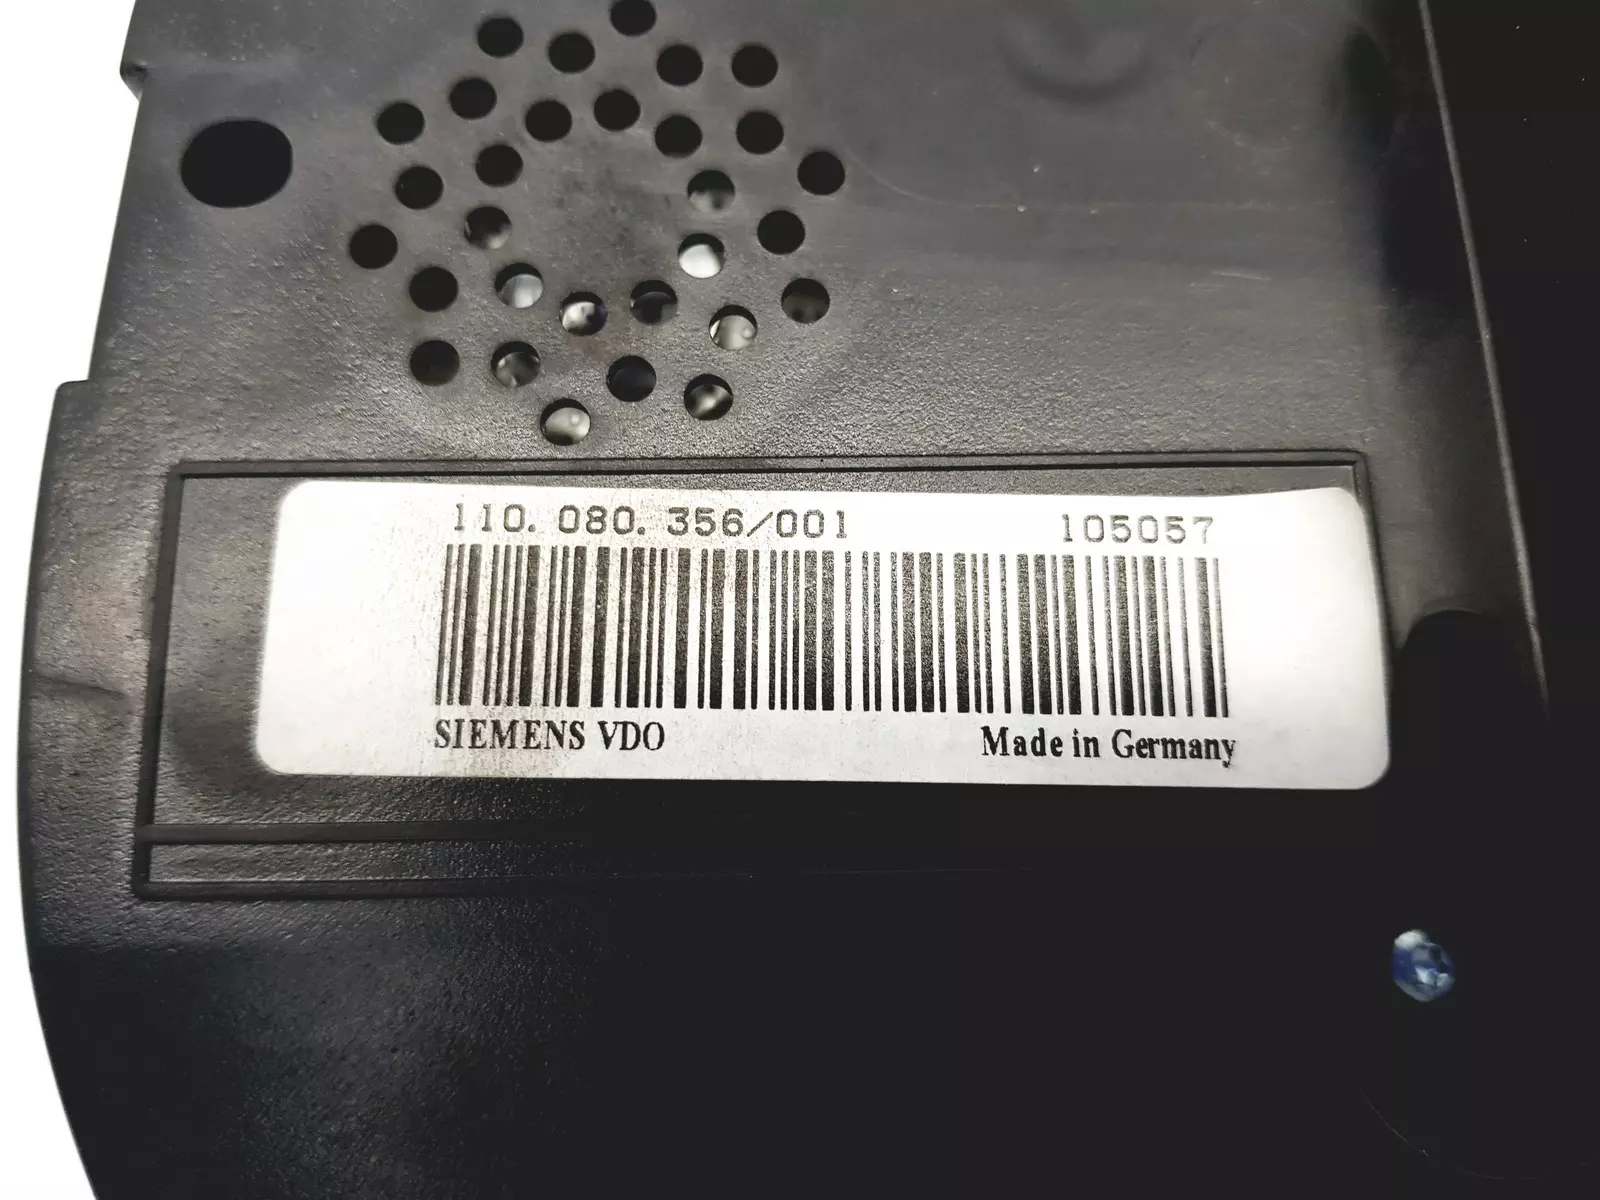 110.080.356/001 105057
SIEMENS VDO Made in Germany